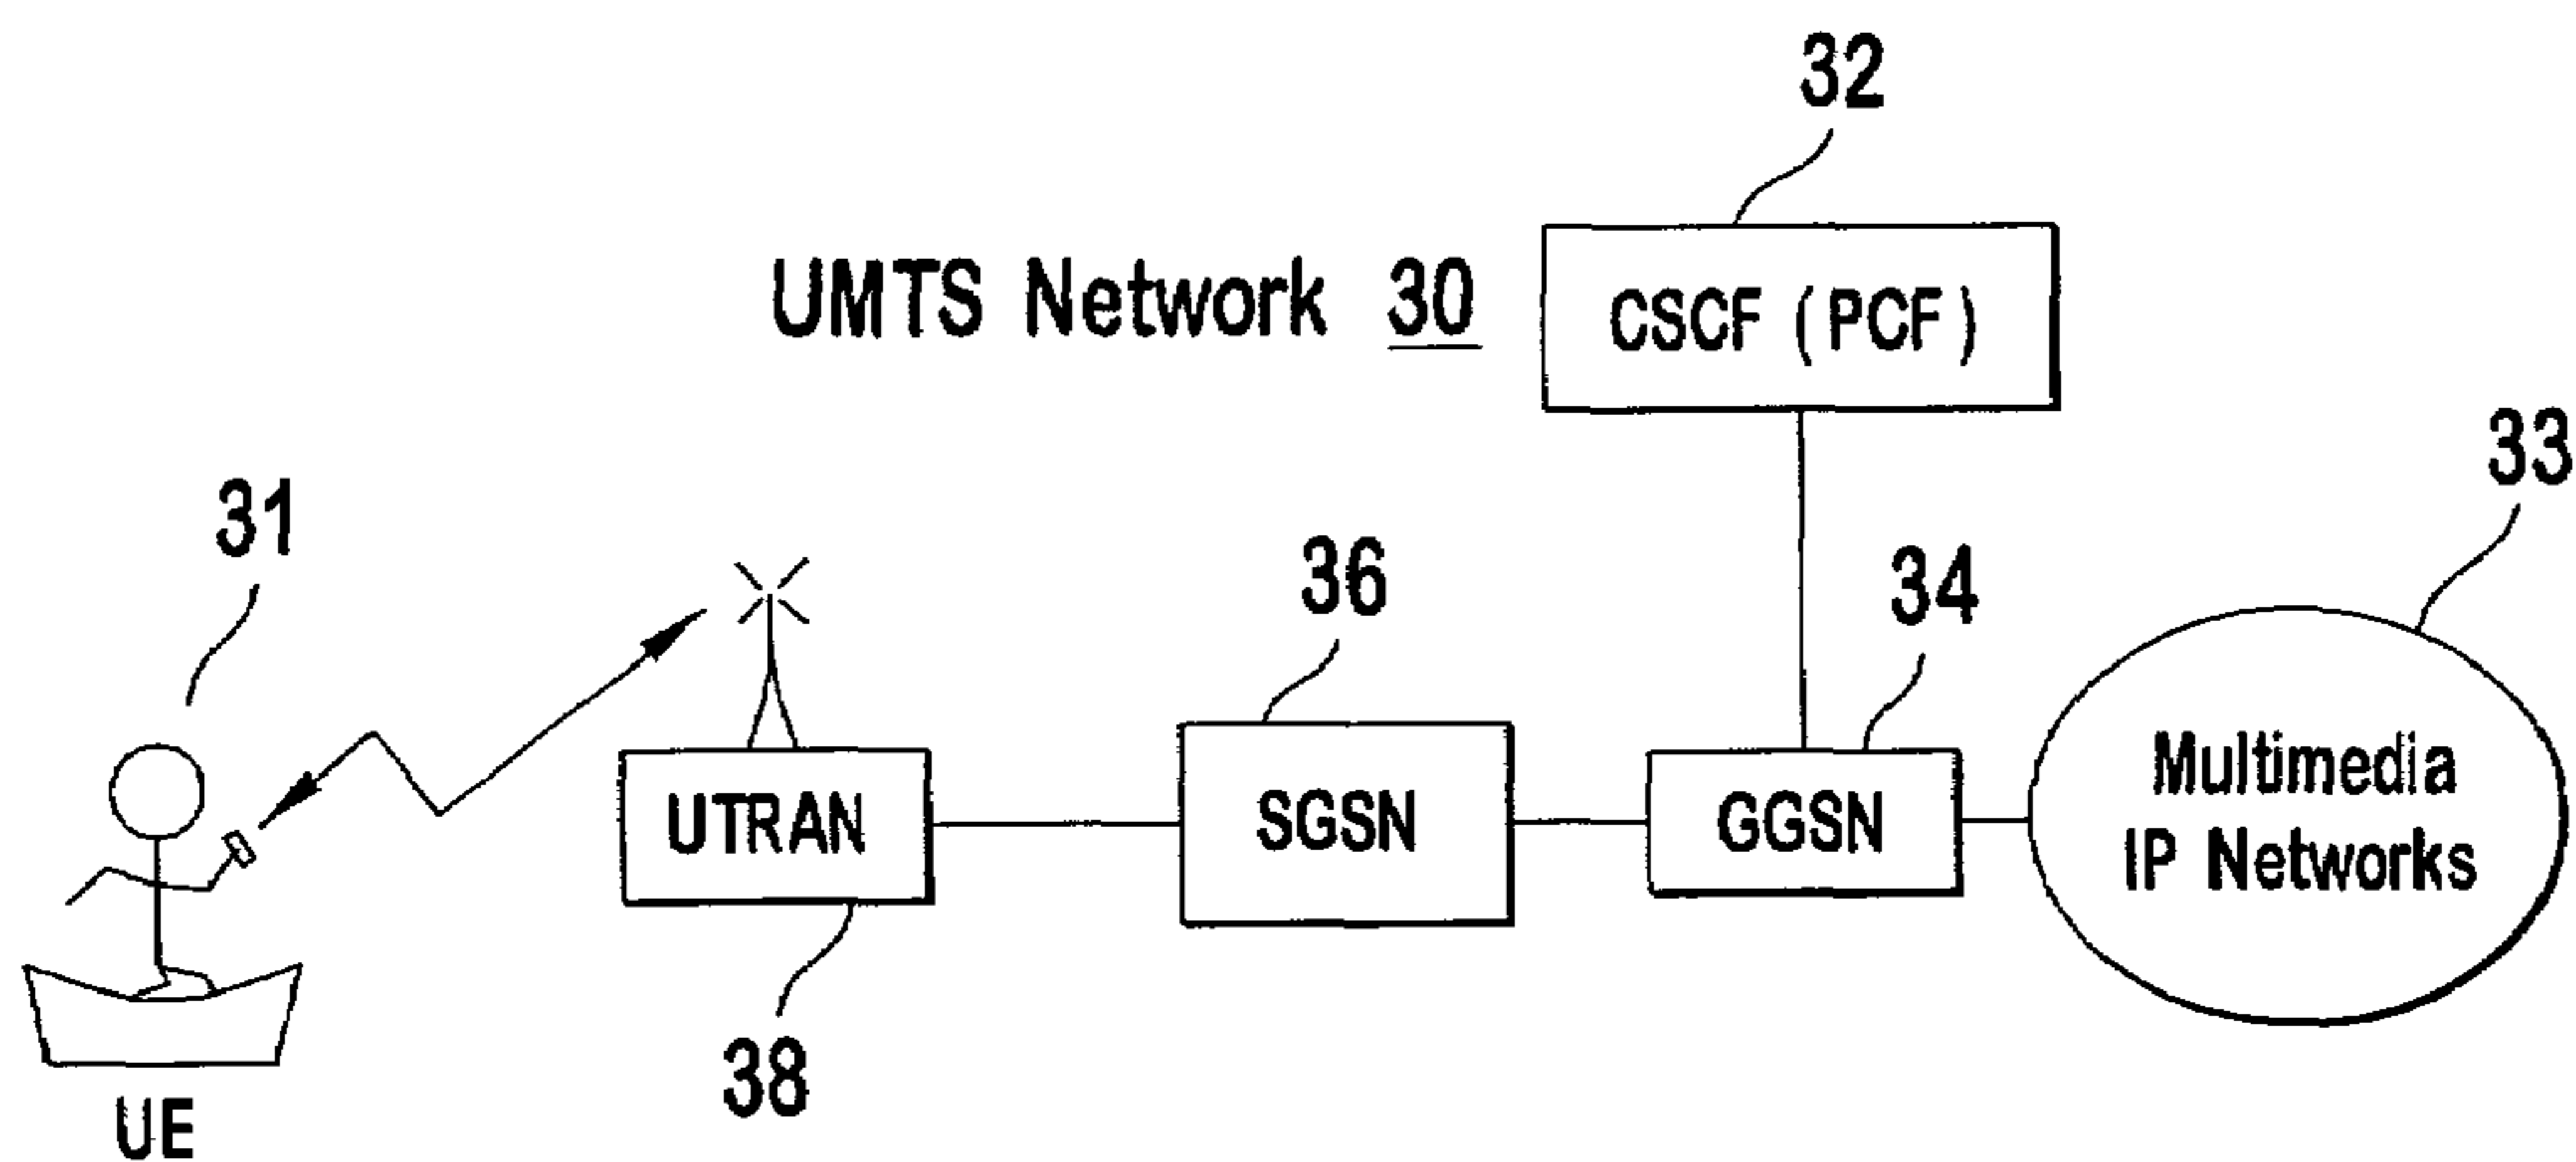 32
UMTS Network 30
CSCF (PCF)
33
31
36
34
UTRAN
SGSN
GGSN
Multimedia
IP Networks
38
UE